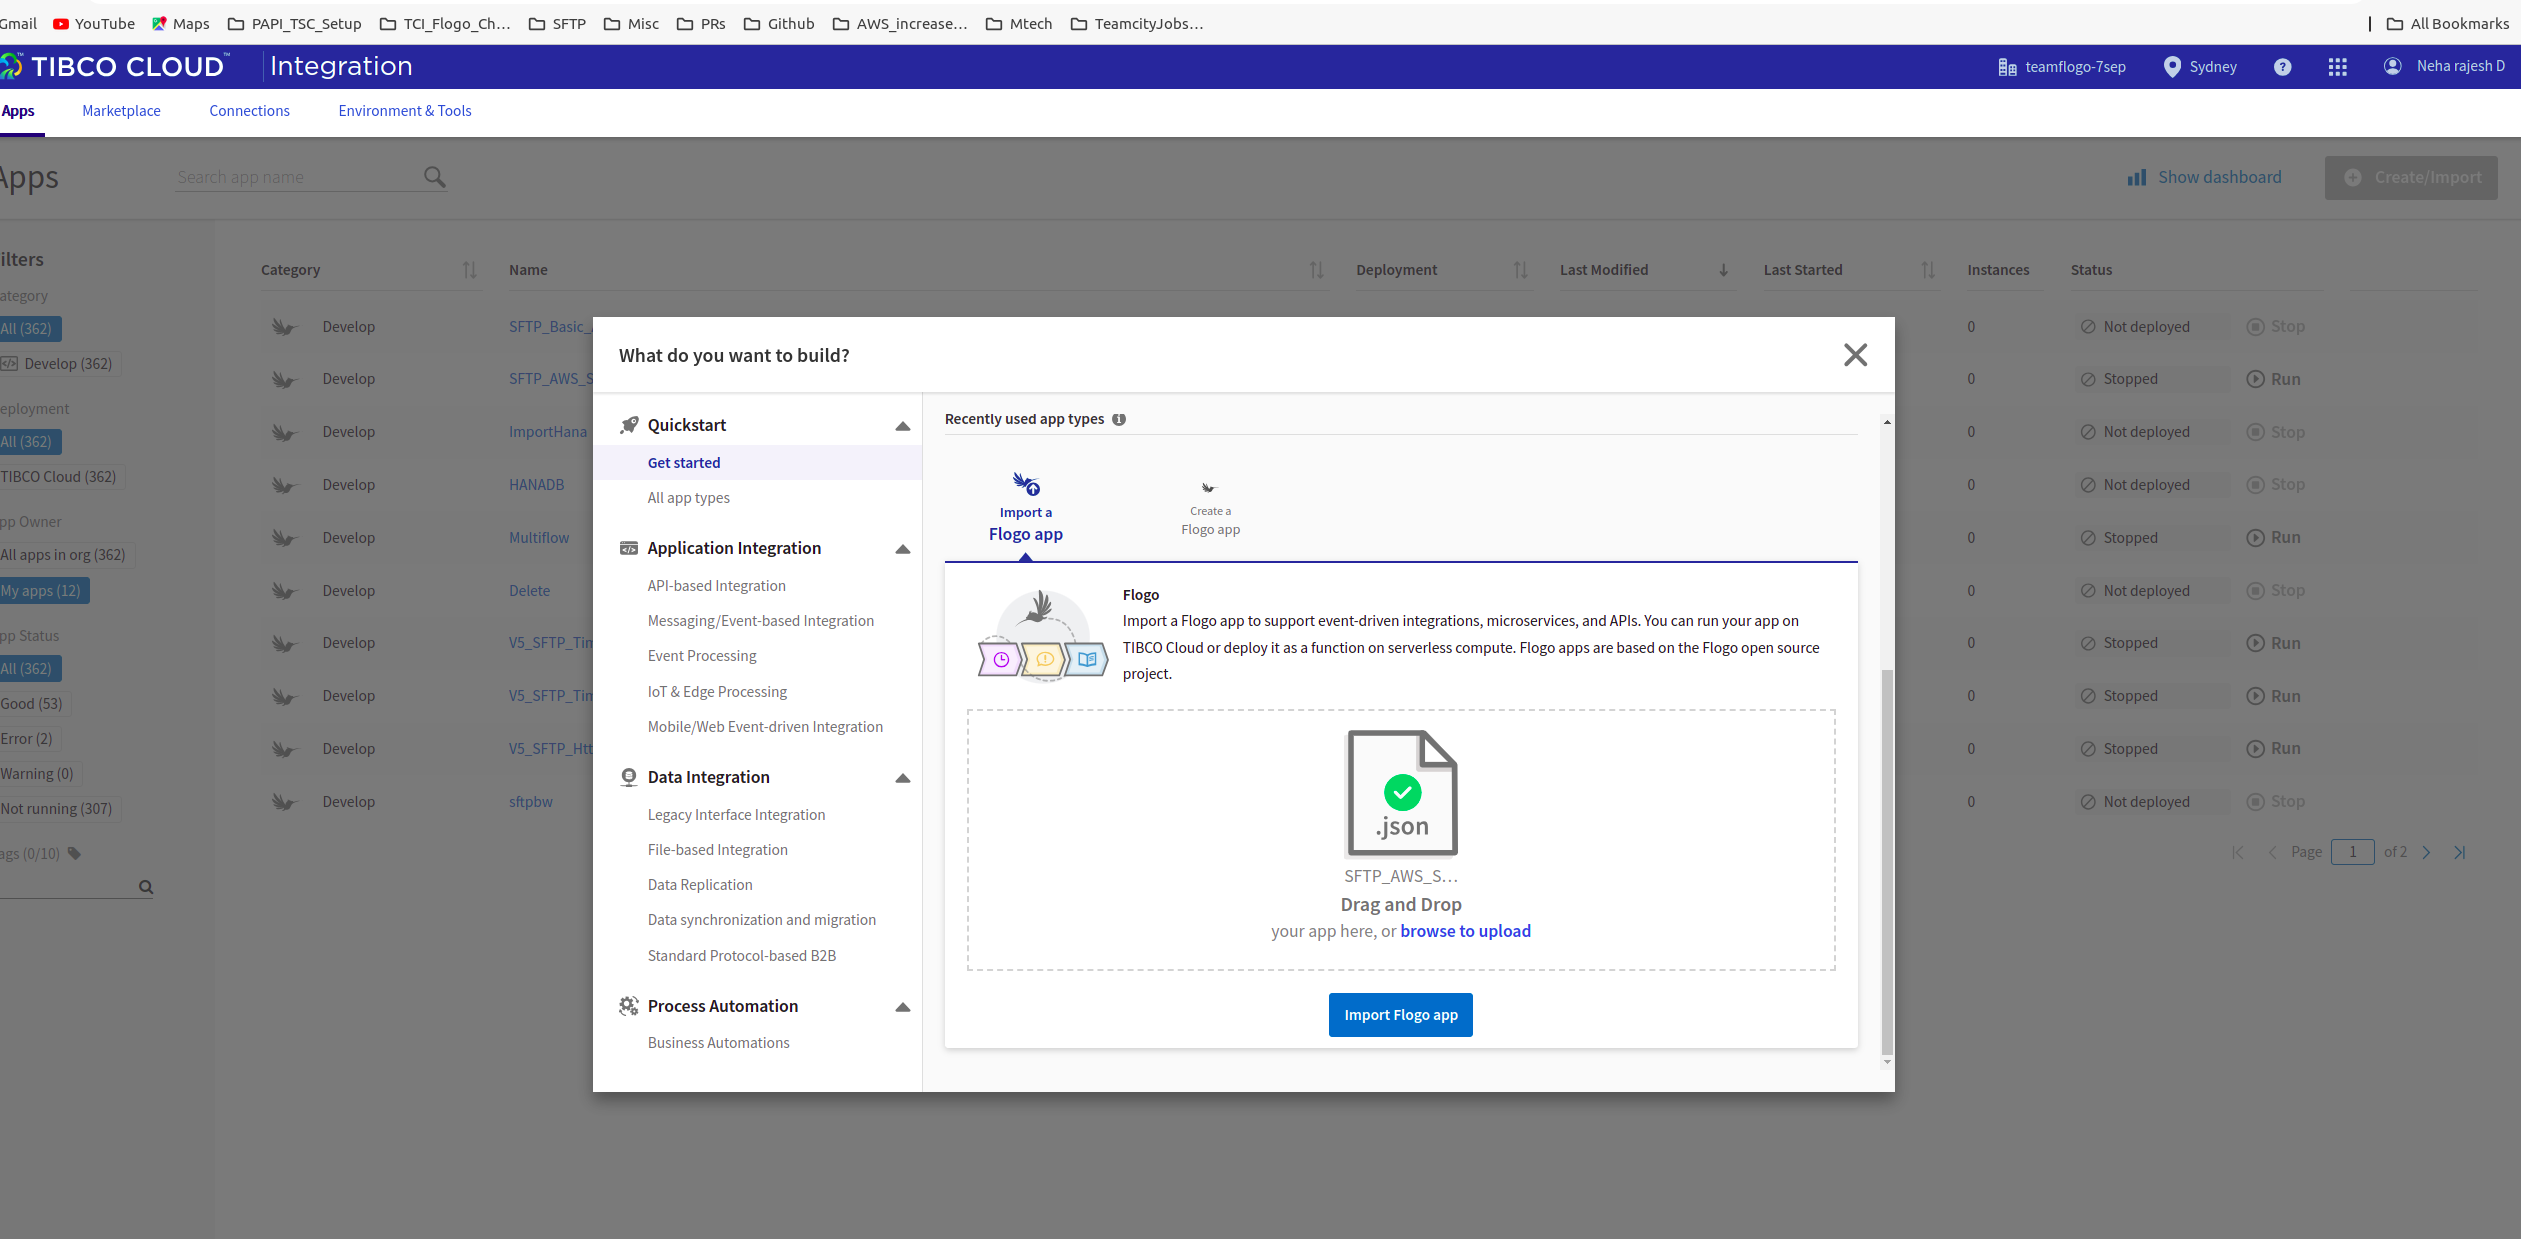 Gmail YouTube Maps PAPI_TSC_Setup TCI_Flogo_Ch... SFTP Misc PRs Github AWS_increase... Mtech TeamcityJobs... All Bookmarks
TIBCO CLOUD™ Integration teamflogo-7sep Sydney ? Neha rajesh D
Apps Marketplace Connections Environment & Tools
Apps Search app name Show dashboard Create/Import
ilters
ategory
All (362)
Develop (362)
eployment
All (362)
TIBCO Cloud (362)
pp Owner
All apps in org (362)
My apps (12)
pp Status
All (362)
Good (53)
Error (2)
Warning (0)
Not running (307)
ags (0/10)
Category Name Deployment Last Modified Last Started Instances Status
Develop SFTP_Basic_ 0 Not deployed Stop
Develop SFTP_AWS_S 0 Stopped Run
Develop ImportHana 0 Not deployed Stop
Develop HANADB 0 Not deployed Stop
Develop Multiflow 0 Stopped Run
Develop Delete 0 Not deployed Stop
Develop V5_SFTP_Tim 0 Stopped Run
Develop V5_SFTP_Tim 0 Stopped Run
Develop V5_SFTP_Htt 0 Stopped Run
Develop sftpbw 0 Not deployed Stop
Page 1 of 2
What do you want to build?
Quickstart
Get started
All app types
Application Integration
API-based Integration
Messaging/Event-based Integration
Event Processing
IoT & Edge Processing
Mobile/Web Event-driven Integration
Data Integration
Legacy Interface Integration
File-based Integration
Data Replication
Data synchronization and migration
Standard Protocol-based B2B
Process Automation
Business Automations
Recently used app types
Import a
Flogo app
Create a
Flogo app
Flogo
Import a Flogo app to support event-driven integrations, microservices, and APIs. You can run your app on
TIBCO Cloud or deploy it as a function on serverless compute. Flogo apps are based on the Flogo open source
project.
.json
SFTP_AWS_S...
Drag and Drop
your app here, or browse to upload
Import Flogo app